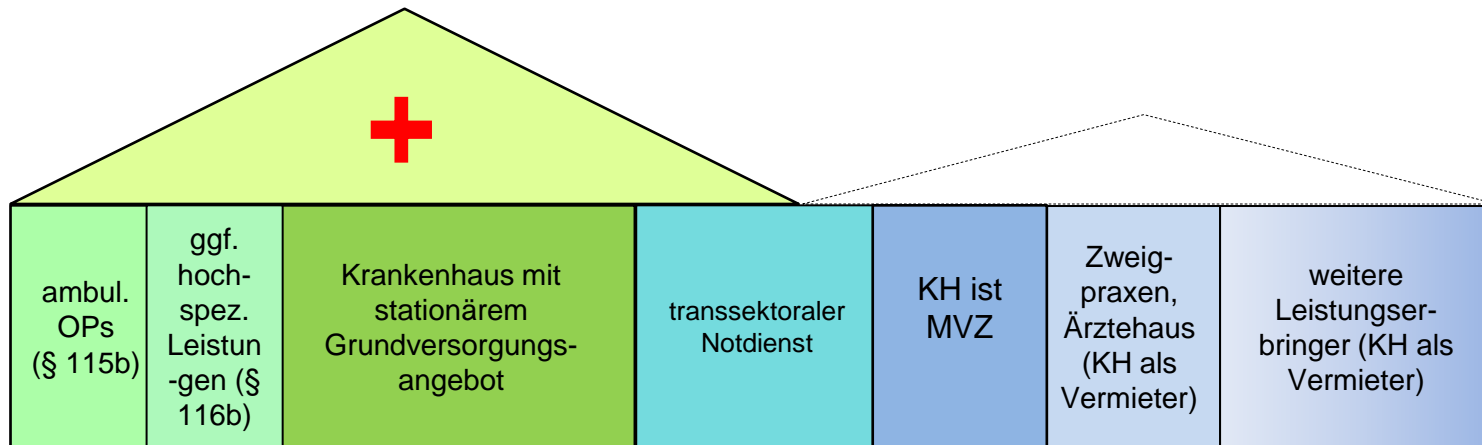 ambul.
OPs
(§ 115b)
ggf.
hoch-
spez.
Leistun
-gen (§
116b)
Krankenhaus mit
stationärem
Grundversorgungs-
angebot
transsektoraler
Notdienst
KH ist
MVZ
Zweig-
praxen,
Ärztehaus
(KH als
Vermieter)
weitere
Leistungser-
bringer (KH als
Vermieter)